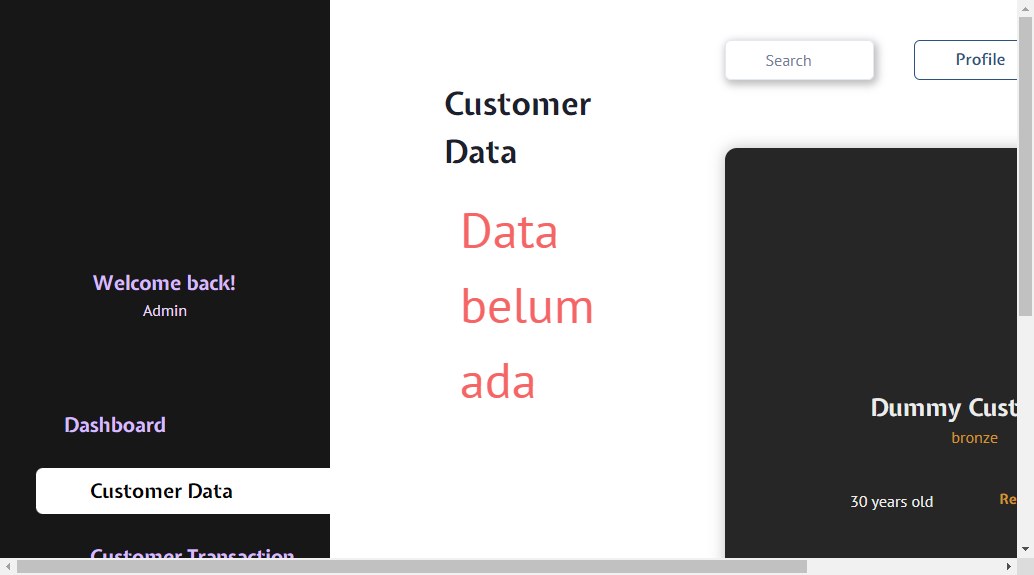 Search
Profile
Customer
Data
Data
belum
ada
Welcome back!
Admin
Dashboard
Customer Data
Customer Transaction
Dummy Cust
bronze
30 years old
Re